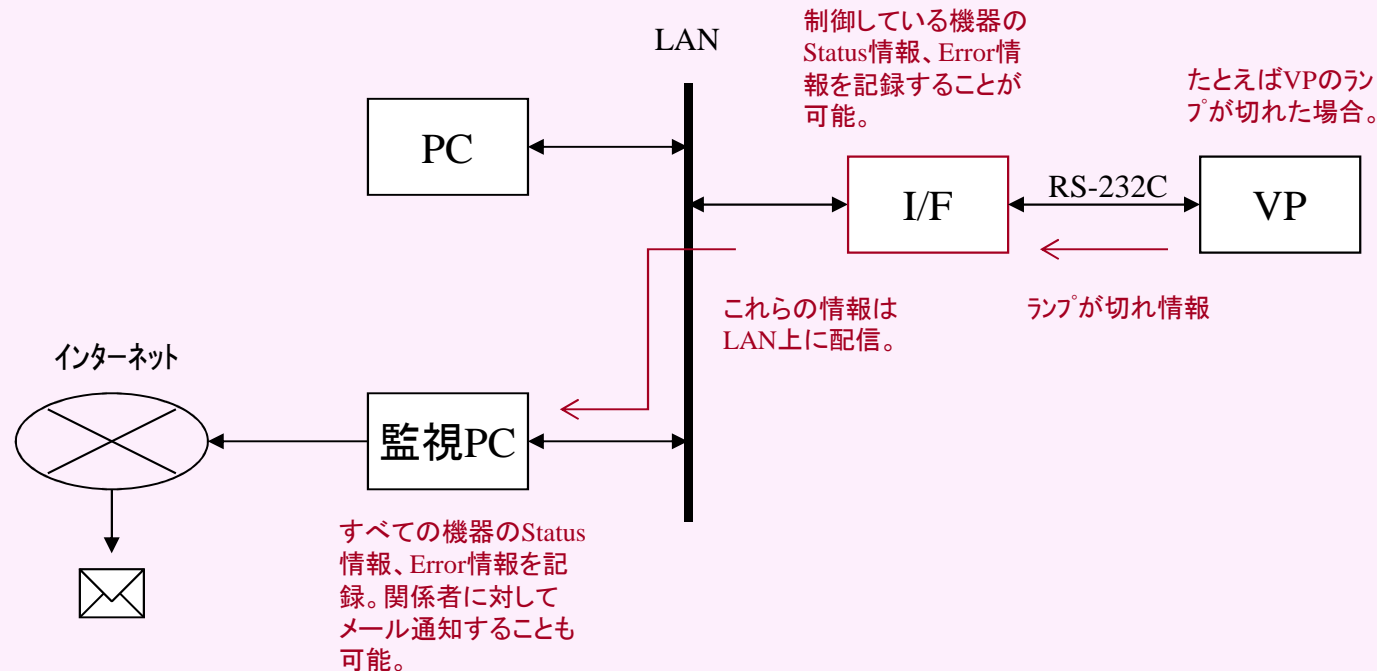 LAN
制御している機器の
Status情報、Error情
報を記録することが
可能。
たとえばVPのラン
プが切れた場合。
PC
I/F
RS-232C
VP
これらの情報は
LAN上に配信。
ﾗﾝﾌﾟが切れ情報
インターネット
監視PC
すべての機器のStatus
情報、Error情報を記
録。関係者に対して
メール通知することも
可能。